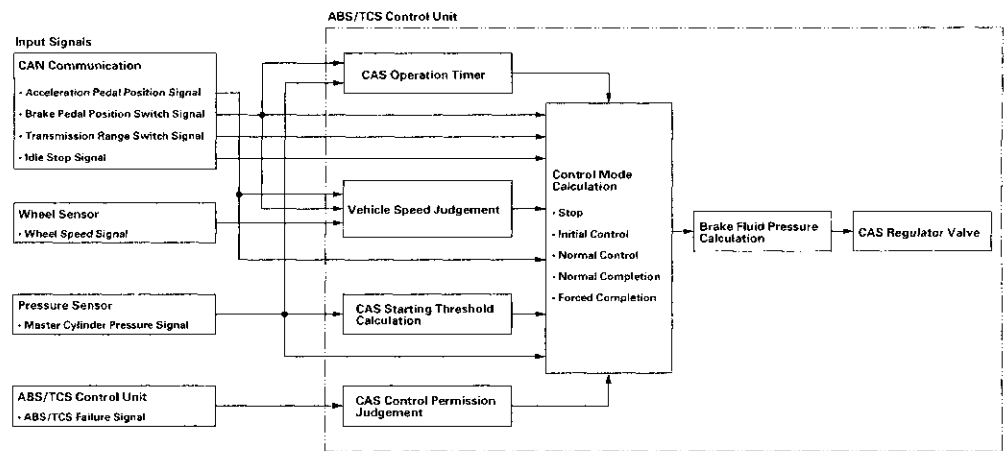 ABS/TCS Control Unit
Input Signals
CAN Communication
• Acceleration Pedal Position Signal
• Brake Pedal Position Switch Signal
• Transmission Range Switch Signal
• Idle Stop Signal
Wheel Sensor
• Wheel Speed Signal
Pressure Sensor
• Master Cylinder Pressure Signal
ABS/TCS Control Unit
• ABS/TCS Failure Signal
CAS Operation Timer
Vehicle Speed Judgement
CAS Starting Threshold
Calculation
CAS Control Permission
Judgement
Control Mode
Calculation
• Stop
• Initial Control
• Normal Control
• Normal Completion
• Forced Completion
Brake Fluid Pressure
Calculation
CAS Regulator Valve